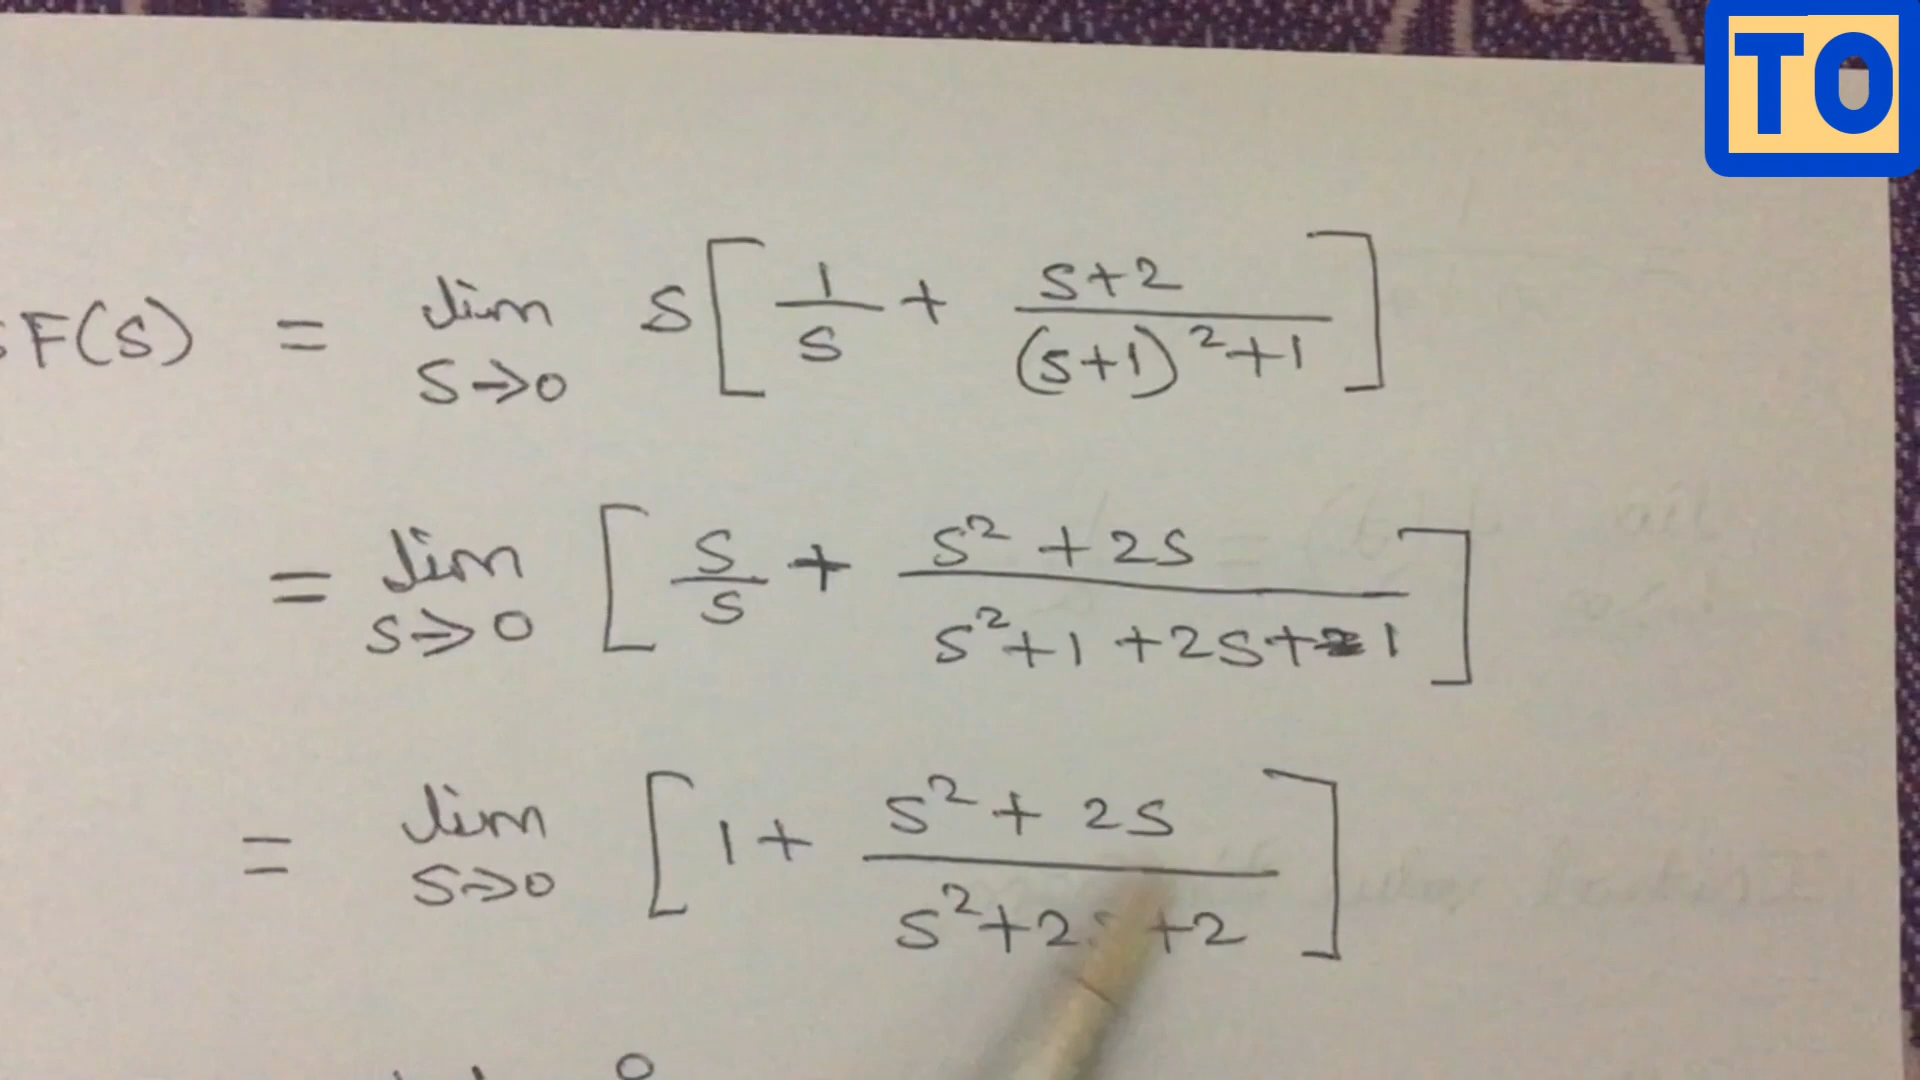 TO
sF(s) = lim s→0 s[1/s + (s+2)/((s+1)²+1)]
= lim s→0 [s/s + (s²+2s)/(s²+1+2s+1)]
= lim s→0 [1 + (s²+2s)/(s²+2s+2)]